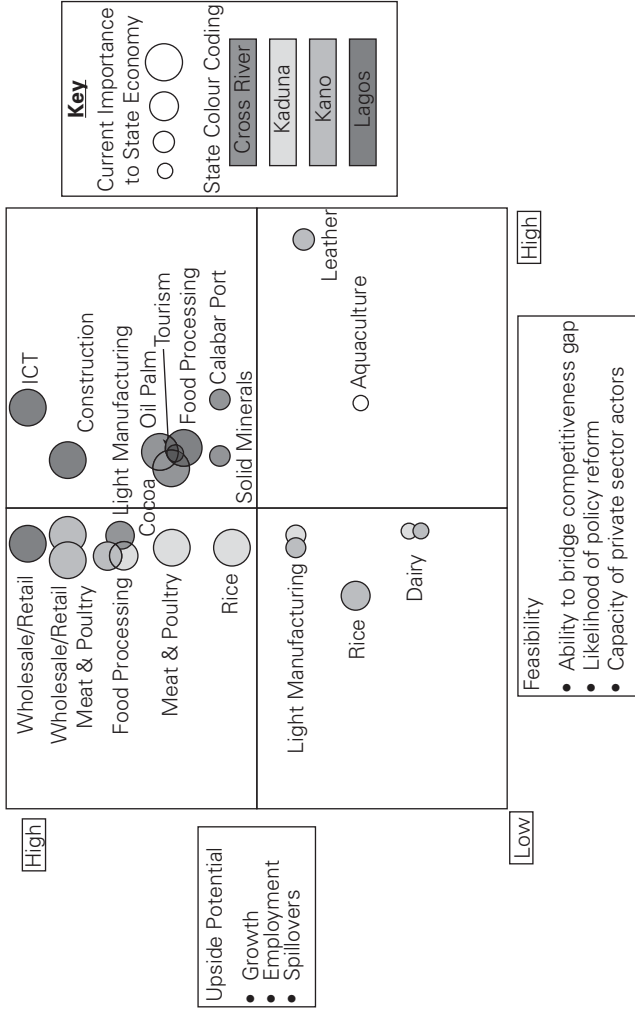 High
Upside Potential
• Growth
• Employment
• Spillovers
Low
Wholesale/Retail
Wholesale/Retail
Meat & Poultry
Food Processing
Meat & Poultry
Rice
ICT
Construction
Light Manufacturing
Cocoa
Oil Palm
Tourism
Food Processing
Calabar Port
Solid Minerals
Light Manufacturing
Rice
Dairy
Leather
Aquaculture
High
Feasibility
• Ability to bridge competitiveness gap
• Likelihood of policy reform
• Capacity of private sector actors
Key
Current Importance
to State Economy
State Colour Coding
Cross River
Kaduna
Kano
Lagos